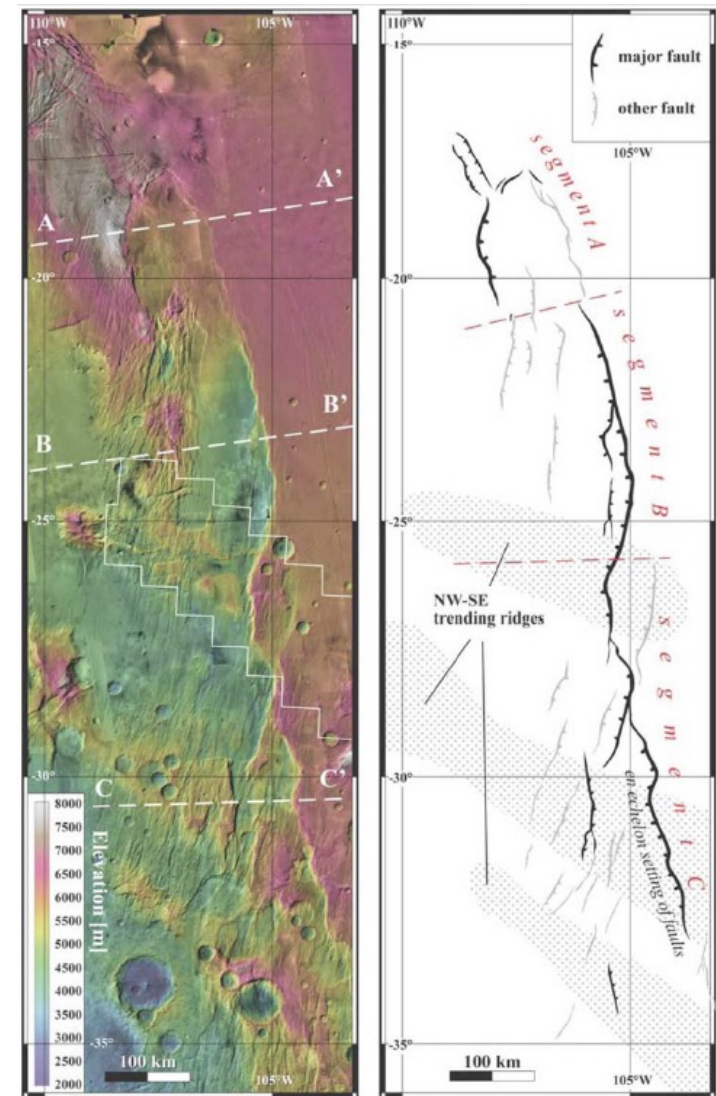 110°W
105°W
-15°
A
A'
-20°
B
B'
-25°
-30°
C
C'
Elevation [m]
8000
7500
7000
6500
6000
5500
5000
4500
4000
3500
3000
2500
2000
-35°
100 km
105°W
110°W
-15°
major fault
other fault
105°W
segment A
-20°
segment B
-25°
NW-SE
trending ridges
segment C
-30°
en echelon setting of faults
-35°
100 km
105°W